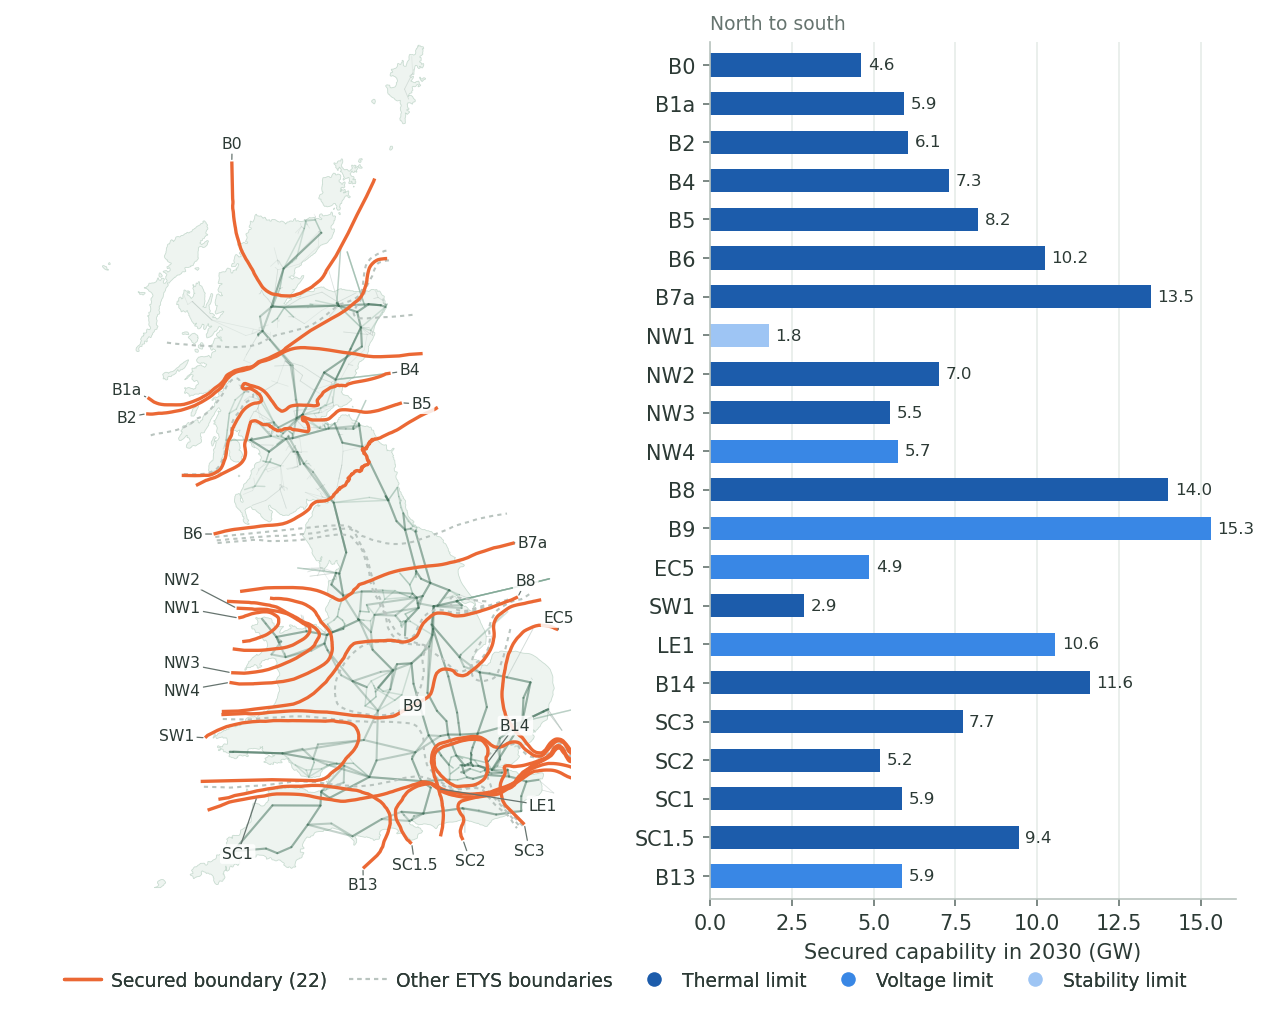 North to south
B0
B1a
B2
B4
B5
B6
B7a
NW2
NW1
B8
EC5
NW3
NW4
B9
SW1
B14
LE1
SC1
SC1.5
SC2
SC3
B13
B0 4.6
B1a 5.9
B2 6.1
B4 7.3
B5 8.2
B6 10.2
B7a 13.5
NW1 1.8
NW2 7.0
NW3 5.5
NW4 5.7
B8 14.0
B9 15.3
EC5 4.9
SW1 2.9
LE1 10.6
B14 11.6
SC3 7.7
SC2 5.2
SC1 5.9
SC1.5 9.4
B13 5.9
0.0 2.5 5.0 7.5 10.0 12.5 15.0
Secured capability in 2030 (GW)
Secured boundary (22) Other ETYS boundaries Thermal limit Voltage limit Stability limit